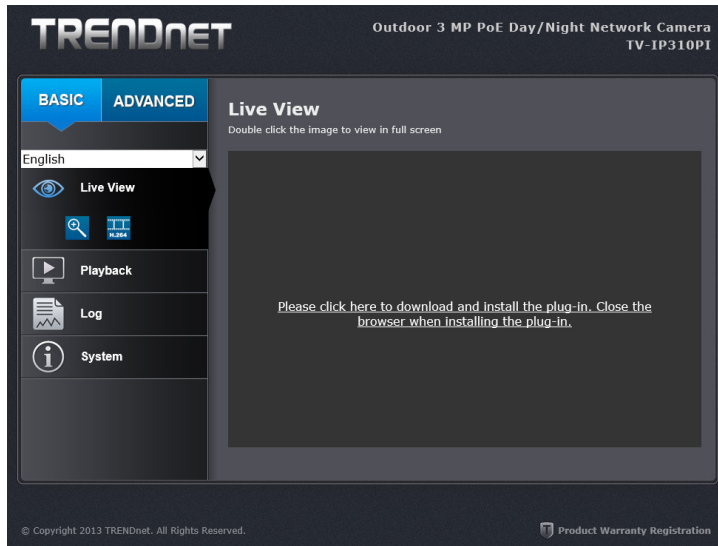 TRENDnet
Outdoor 3 MP PoE Day/Night Network Camera
TV-IP310PI
BASIC
ADVANCED
English
Live View
H.264
Playback
Log
System
Live View
Double click the image to view in full screen
Please click here to download and install the plug-in. Close the
browser when installing the plug-in.
© Copyright 2013 TRENDnet. All Rights Reserved.
Product Warranty Registration